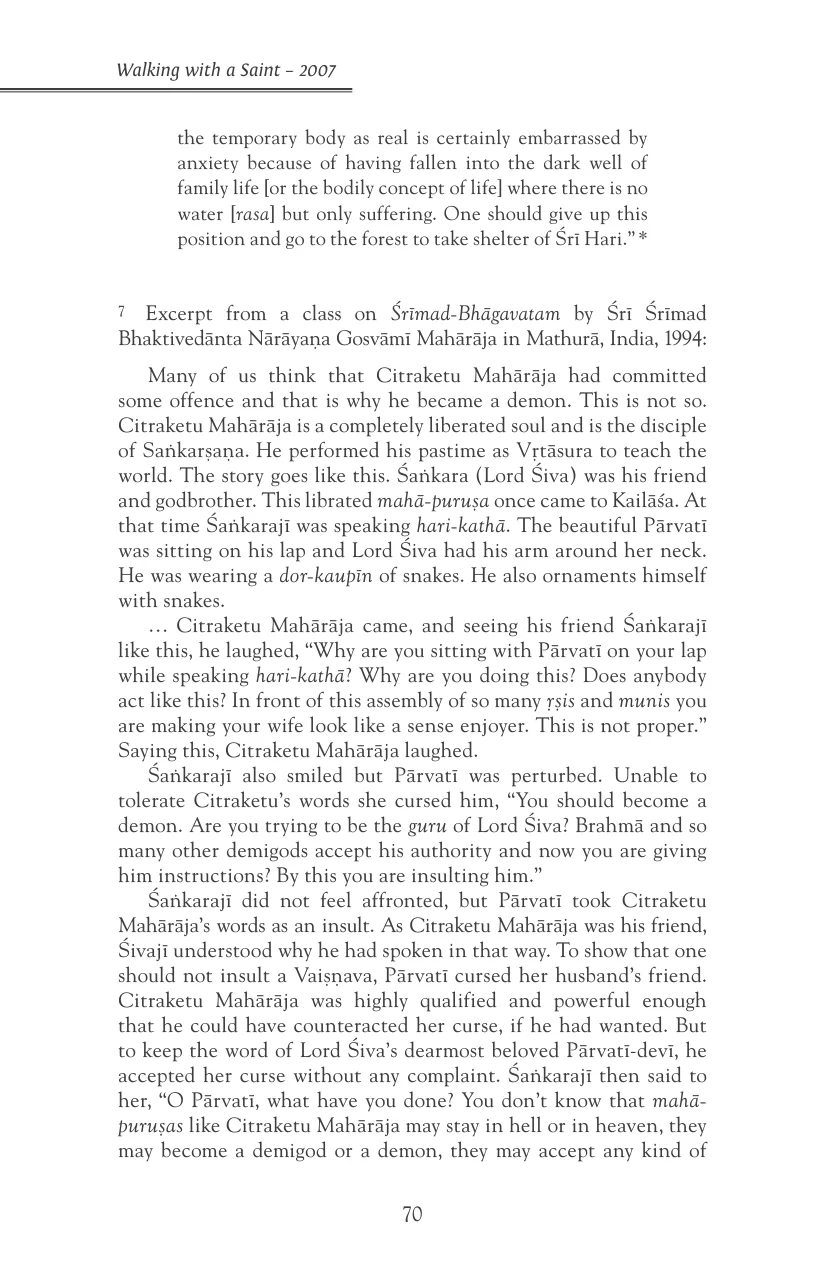 Walking with a Saint – 2007
the temporary body as real is certainly embarrassed by
anxiety because of having fallen into the dark well of
family life [or the bodily concept of life] where there is no
water [rasa] but only suffering. One should give up this
position and go to the forest to take shelter of Śrī Hari.” *
7 Excerpt from a class on Śrīmad-Bhāgavatam by Śrī Śrīmad
Bhaktivedānta Nārāyaṇa Gosvāmī Mahārāja in Mathurā, India, 1994:
Many of us think that Citraketu Mahārāja had committed
some offence and that is why he became a demon. This is not so.
Citraketu Mahārāja is a completely liberated soul and is the disciple
of Saṅkarṣaṇa. He performed his pastime as Vṛtāsura to teach the
world. The story goes like this. Śaṅkara (Lord Śiva) was his friend
and godbrother. This librated mahā-puruṣa once came to Kailāśa. At
that time Śaṅkarajī was speaking hari-kathā. The beautiful Pārvatī
was sitting on his lap and Lord Śiva had his arm around her neck.
He was wearing a dor-kaupīn of snakes. He also ornaments himself
with snakes.
… Citraketu Mahārāja came, and seeing his friend Śaṅkarajī
like this, he laughed, “Why are you sitting with Pārvatī on your lap
while speaking hari-kathā? Why are you doing this? Does anybody
act like this? In front of this assembly of so many ṛṣis and munis you
are making your wife look like a sense enjoyer. This is not proper.”
Saying this, Citraketu Mahārāja laughed.
Śaṅkarajī also smiled but Pārvatī was perturbed. Unable to
tolerate Citraketu’s words she cursed him, “You should become a
demon. Are you trying to be the guru of Lord Śiva? Brahmā and so
many other demigods accept his authority and now you are giving
him instructions? By this you are insulting him.”
Śaṅkarajī did not feel affronted, but Pārvatī took Citraketu
Mahārāja’s words as an insult. As Citraketu Mahārāja was his friend,
Śivajī understood why he had spoken in that way. To show that one
should not insult a Vaiṣṇava, Pārvatī cursed her husband’s friend.
Citraketu Mahārāja was highly qualified and powerful enough
that he could have counteracted her curse, if he had wanted. But
to keep the word of Lord Śiva’s dearmost beloved Pārvatī-devī, he
accepted her curse without any complaint. Śaṅkarajī then said to
her, “O Pārvatī, what have you done? You don’t know that mahā-
puruṣas like Citraketu Mahārāja may stay in hell or in heaven, they
may become a demigod or a demon, they may accept any kind of
70